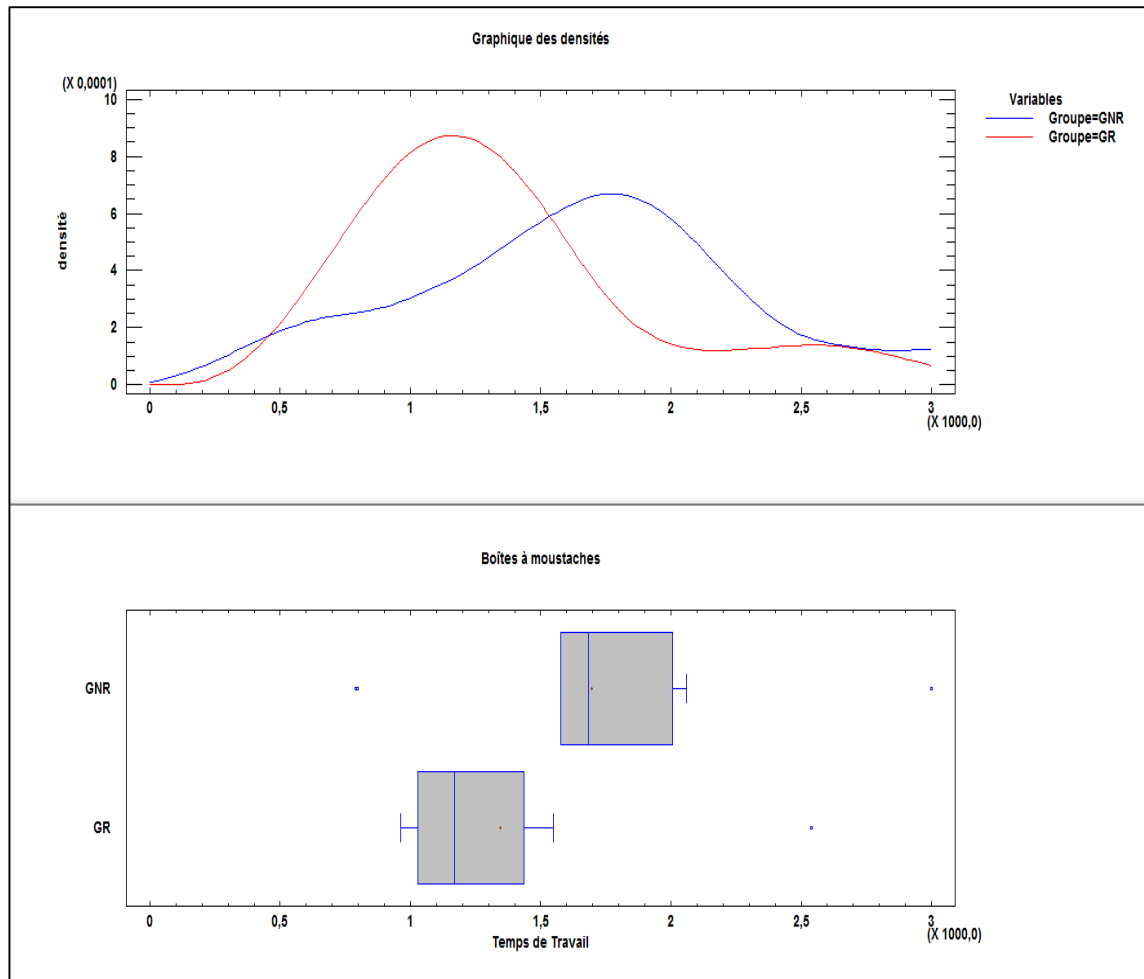 Graphique des densités
(X 0,0001)
10
8
6
4
2
0
densité
0 0,5 1 1,5 2 2,5 3
(X 1000,0)
Variables
Groupe=GNR
Groupe=GR
Boîtes à moustaches
GNR
GR
0 0,5 1 1,5 2 2,5 3
(X 1000,0)
Temps de Travail